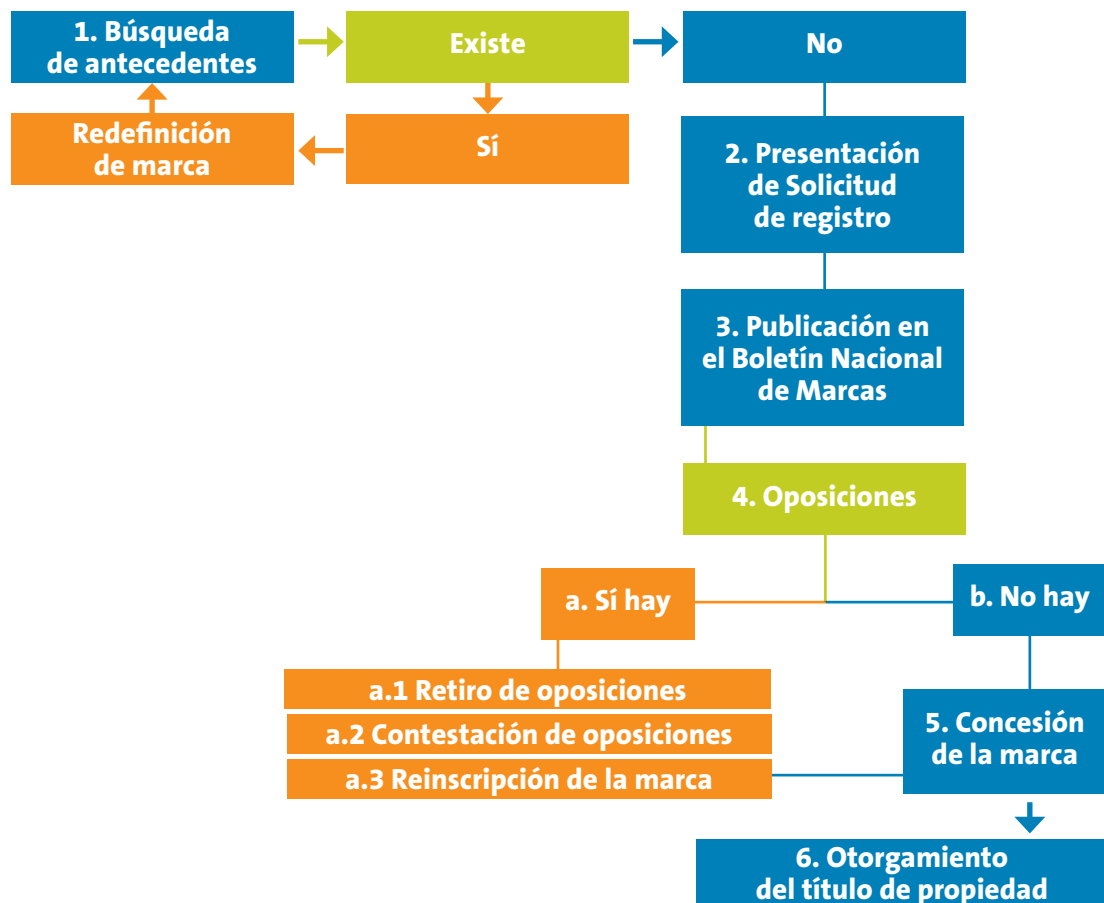 1. Búsqueda
de antecedentes
Existe
No
Redefinición
de marca
Sí
2. Presentación
de Solicitud
de registro
3. Publicación en
el Boletín Nacional
de Marcas
4. Oposiciones
a. Sí hay
b. No hay
a.1 Retiro de oposiciones
a.2 Contestación de oposiciones
a.3 Reinscripción de la marca
5. Concesión
de la marca
6. Otorgamiento
del título de propiedad